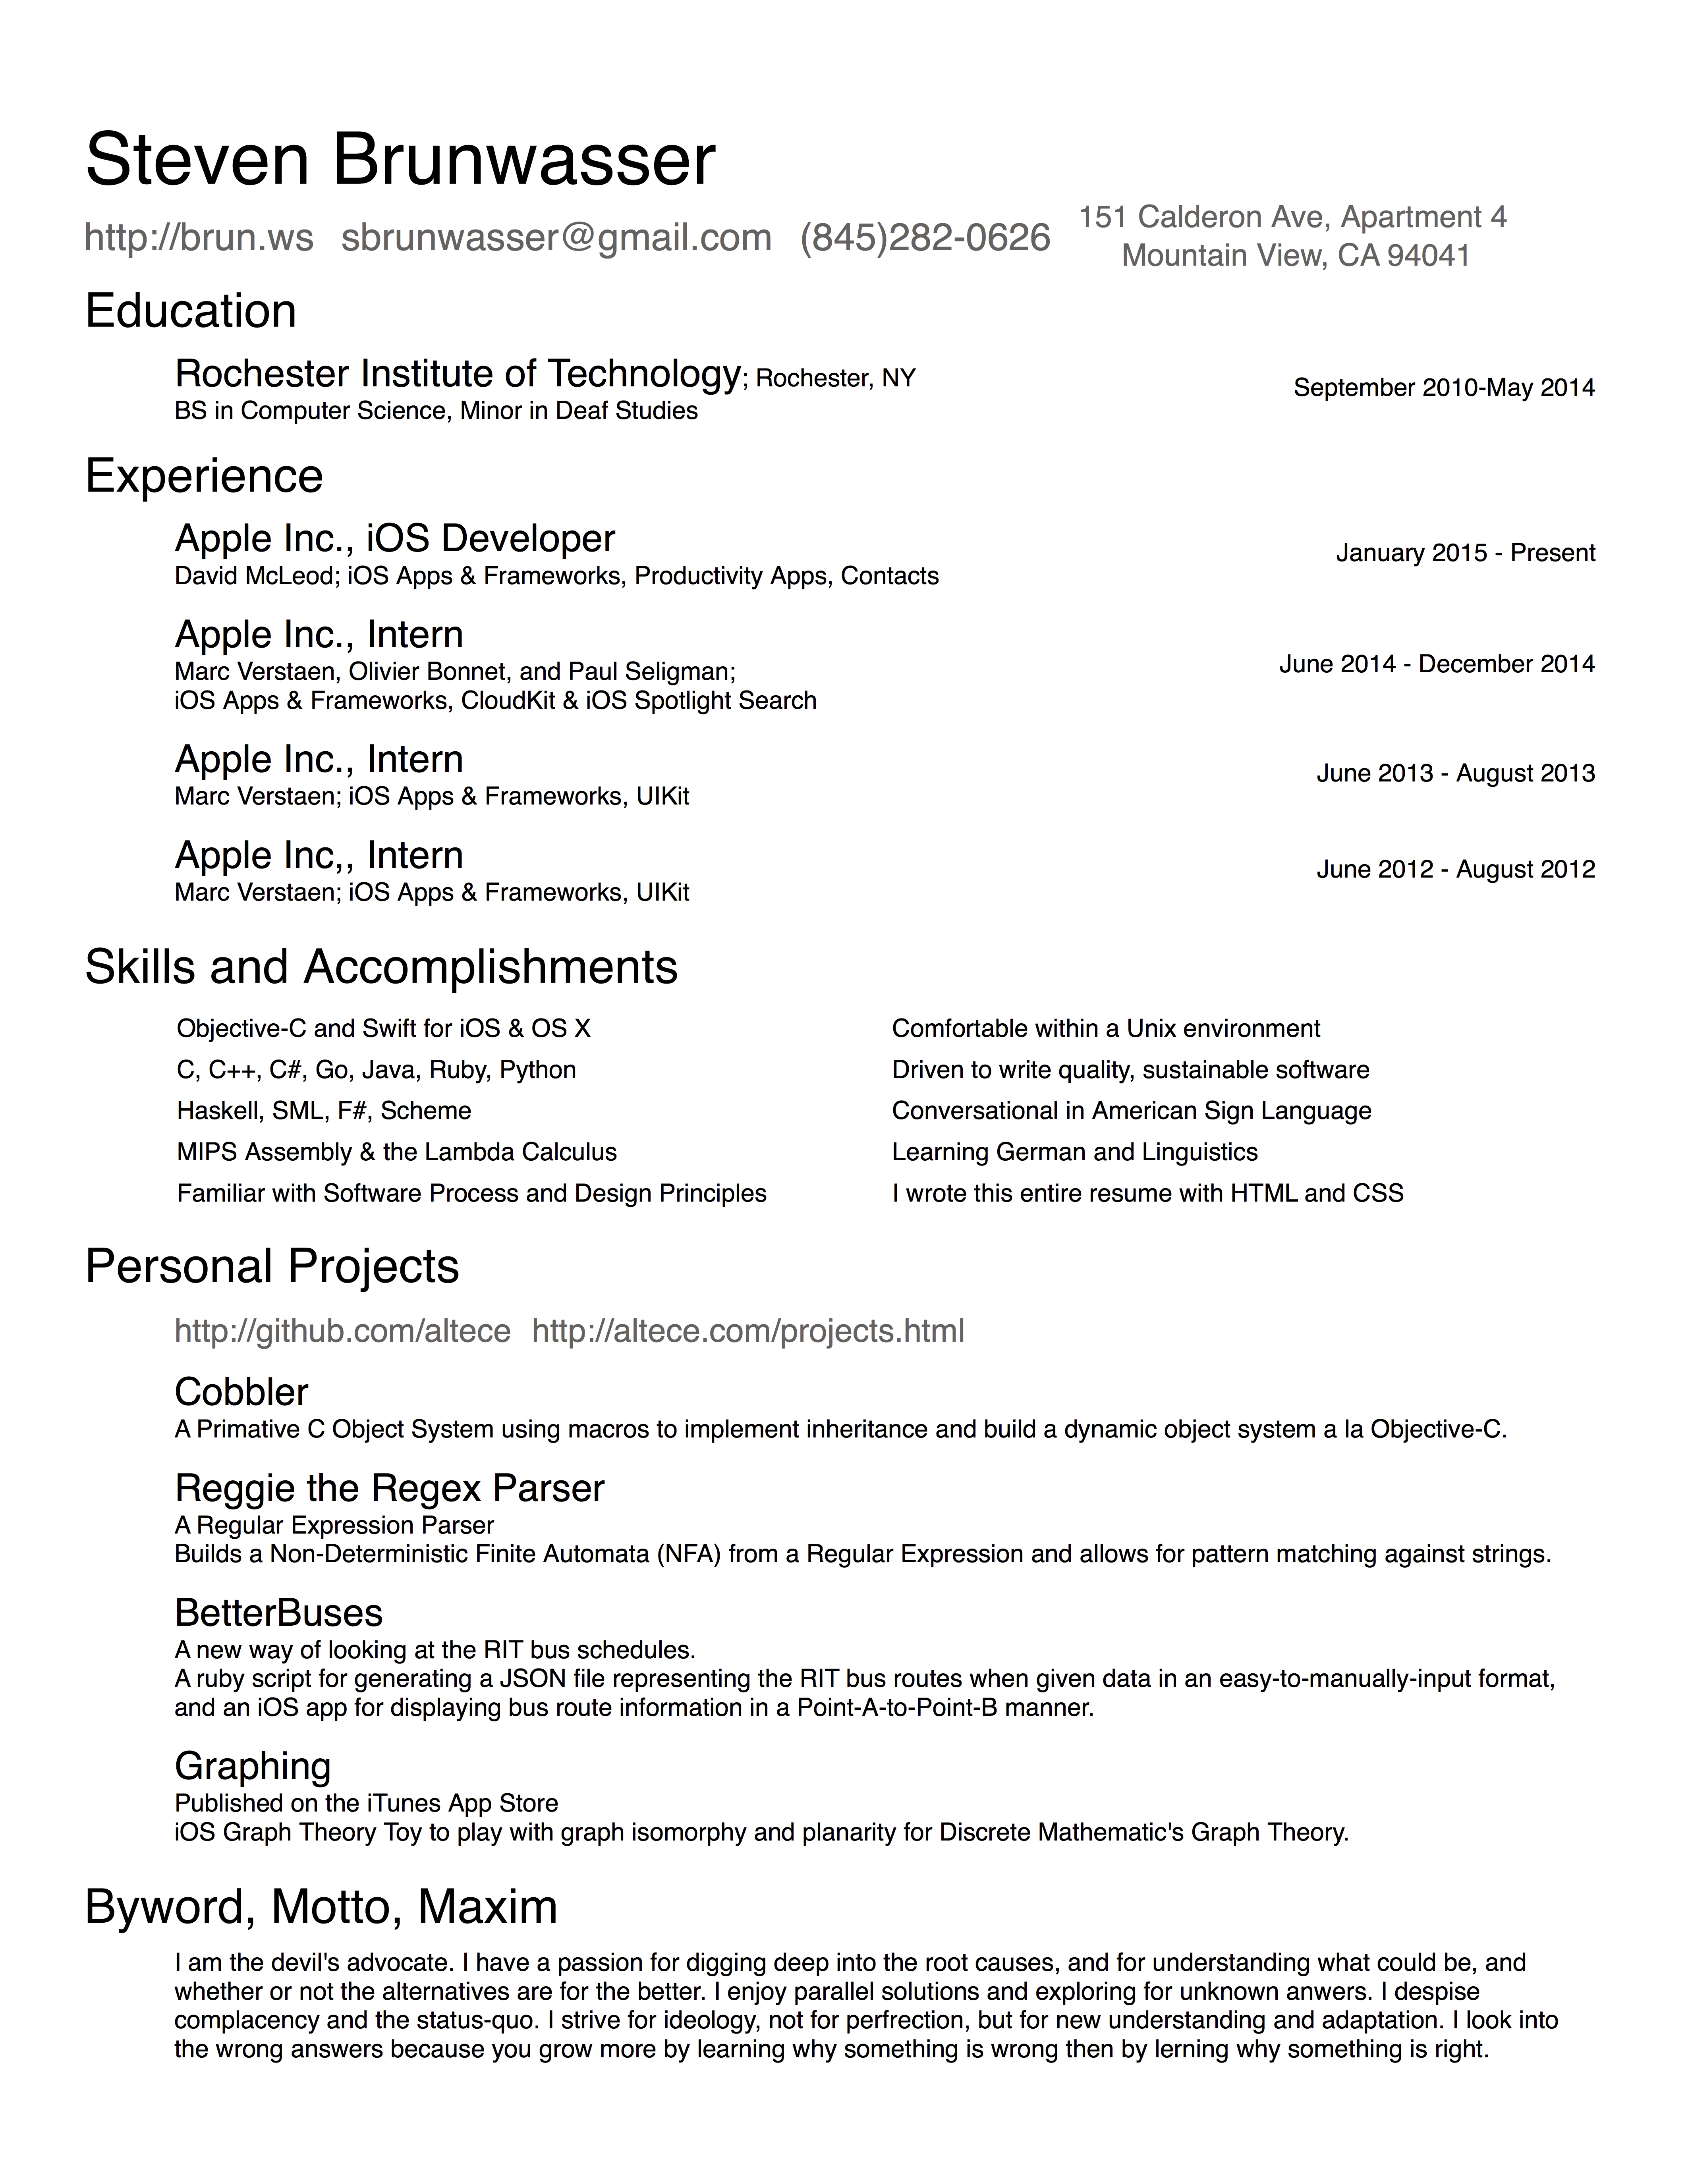 Steven Brunwasser
http://brun.ws sbrunwasser@gmail.com (845)282-0626 151 Calderon Ave, Apartment 4
Mountain View, CA 94041
Education
Rochester Institute of Technology; Rochester, NY
BS in Computer Science, Minor in Deaf Studies
September 2010-May 2014
Experience
Apple Inc., iOS Developer
David McLeod; iOS Apps & Frameworks, Productivity Apps, Contacts
January 2015 - Present
Apple Inc., Intern
Marc Verstaen, Olivier Bonnet, and Paul Seligman;
iOS Apps & Frameworks, CloudKit & iOS Spotlight Search
June 2014 - December 2014
Apple Inc., Intern
Marc Verstaen; iOS Apps & Frameworks, UIKit
June 2013 - August 2013
Apple Inc,, Intern
Marc Verstaen; iOS Apps & Frameworks, UIKit
June 2012 - August 2012
Skills and Accomplishments
Objective-C and Swift for iOS & OS X
C, C++, C#, Go, Java, Ruby, Python
Haskell, SML, F#, Scheme
MIPS Assembly & the Lambda Calculus
Familiar with Software Process and Design Principles
Comfortable within a Unix environment
Driven to write quality, sustainable software
Conversational in American Sign Language
Learning German and Linguistics
I wrote this entire resume with HTML and CSS
Personal Projects
http://github.com/altece http://altece.com/projects.html
Cobbler
A Primative C Object System using macros to implement inheritance and build a dynamic object system a la Objective-C.
Reggie the Regex Parser
A Regular Expression Parser
Builds a Non-Deterministic Finite Automata (NFA) from a Regular Expression and allows for pattern matching against strings.
BetterBuses
A new way of looking at the RIT bus schedules.
A ruby script for generating a JSON file representing the RIT bus routes when given data in an easy-to-manually-input format,
and an iOS app for displaying bus route information in a Point-A-to-Point-B manner.
Graphing
Published on the iTunes App Store
iOS Graph Theory Toy to play with graph isomorphy and planarity for Discrete Mathematic's Graph Theory.
Byword, Motto, Maxim
I am the devil's advocate. I have a passion for digging deep into the root causes, and for understanding what could be, and
whether or not the alternatives are for the better. I enjoy parallel solutions and exploring for unknown anwers. I despise
complacency and the status-quo. I strive for ideology, not for perfrection, but for new understanding and adaptation. I look into
the wrong answers because you grow more by learning why something is wrong then by lerning why something is right.